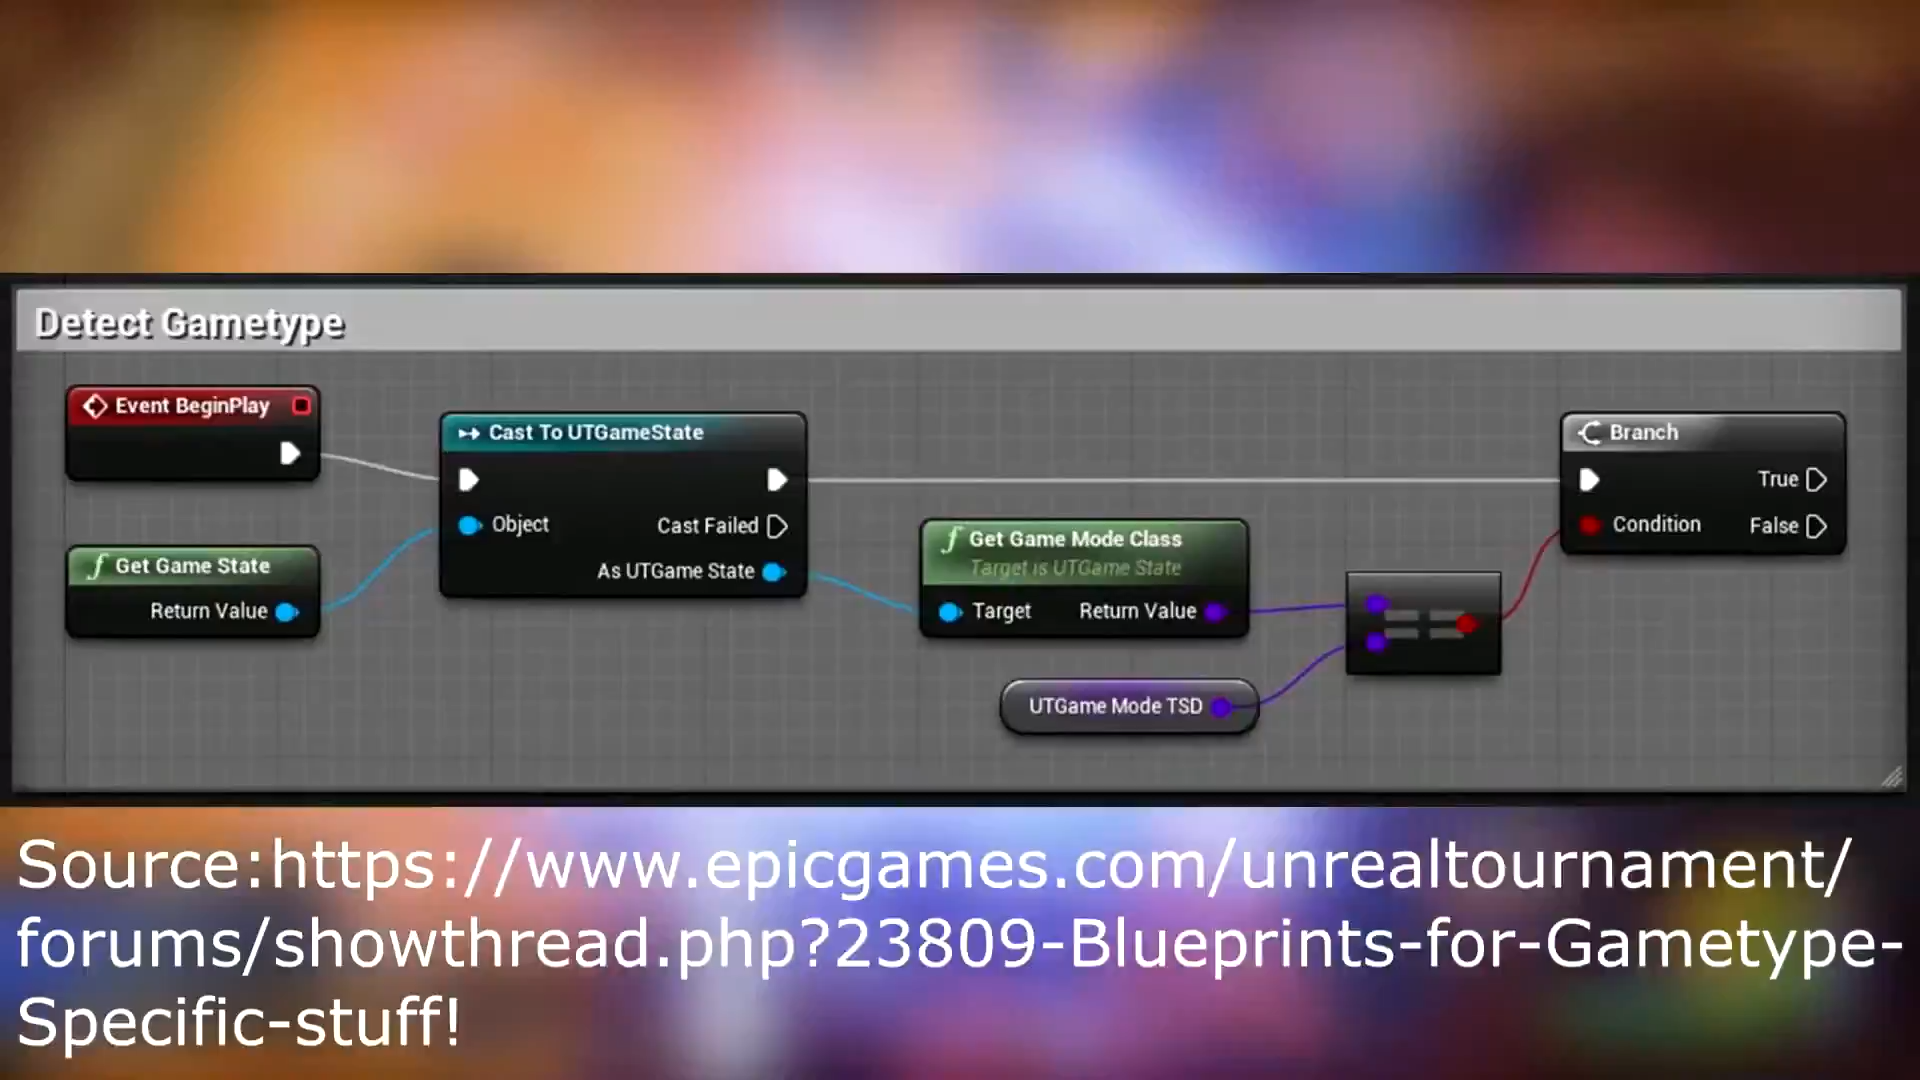 Detect Gametype
Event BeginPlay
Cast To UTGameState
Branch
True
Object
Cast Failed
Condition
False
Get Game State
Get Game Mode Class
Target is UTGame State
As UTGame State
Return Value
Target
Return Value
==
UTGame Mode TSD
Source:https://www.epicgames.com/unrealtournament/
forums/showthread.php?23809-Blueprints-for-Gametype-
Specific-stuff!